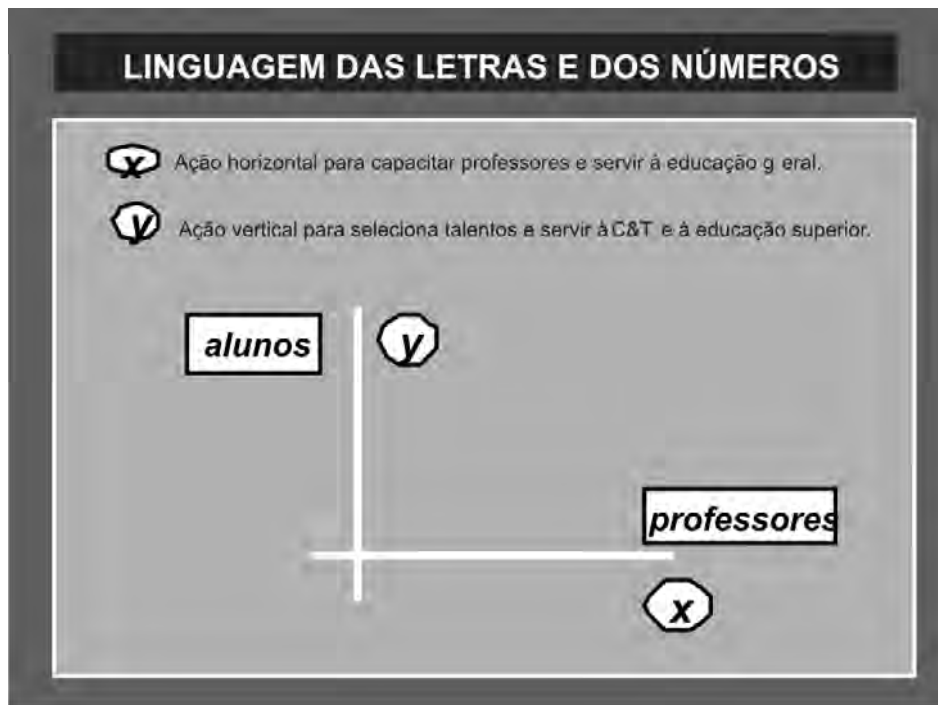 LINGUAGEM DAS LETRAS E DOS NÚMEROS
x Ação horizontal para capacitar professores e servir à educação g eral.
y Ação vertical para seleciona talentos e servir à C&T e à educação superior.
alunos y
professores
x